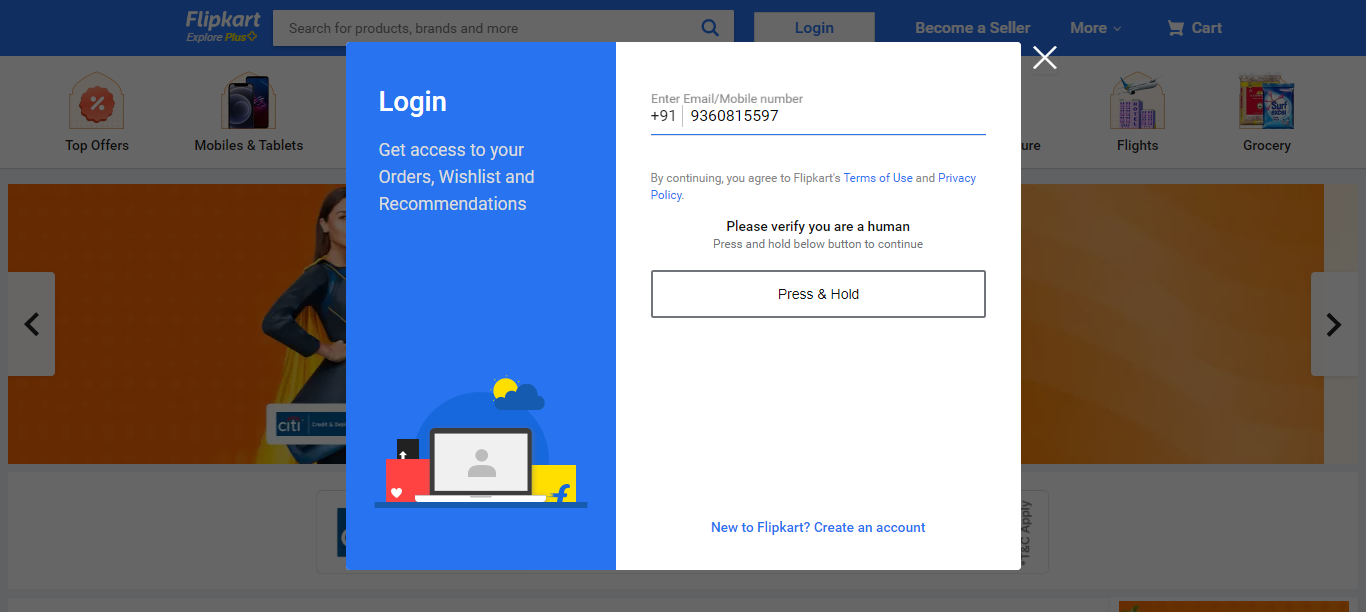 Flipkart
Explore Plus
Search for products, brands and more
Login
Become a Seller
More
Cart
Top Offers
Mobiles & Tablets
Flights
Grocery
Login
Get access to your
Orders, Wishlist and
Recommendations
Enter Email/Mobile number
+91 9360815597
By continuing, you agree to Flipkart's Terms of Use and Privacy
Policy.
Please verify you are a human
Press and hold below button to continue
Press & Hold
New to Flipkart? Create an account
citi
*T&C Apply